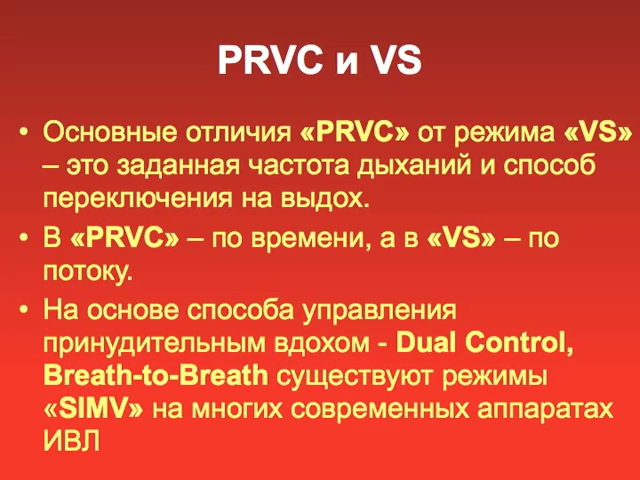 PRVC и VS
• Основные отличия «PRVC» от режима «VS»
– это заданная частота дыханий и способ
переключения на выдох.
• В «PRVC» – по времени, а в «VS» – по
потоку.
• На основе способа управления
принудительным вдохом - Dual Control,
Breath-to-Breath существуют режимы
«SIMV» на многих современных аппаратах
ИВЛ